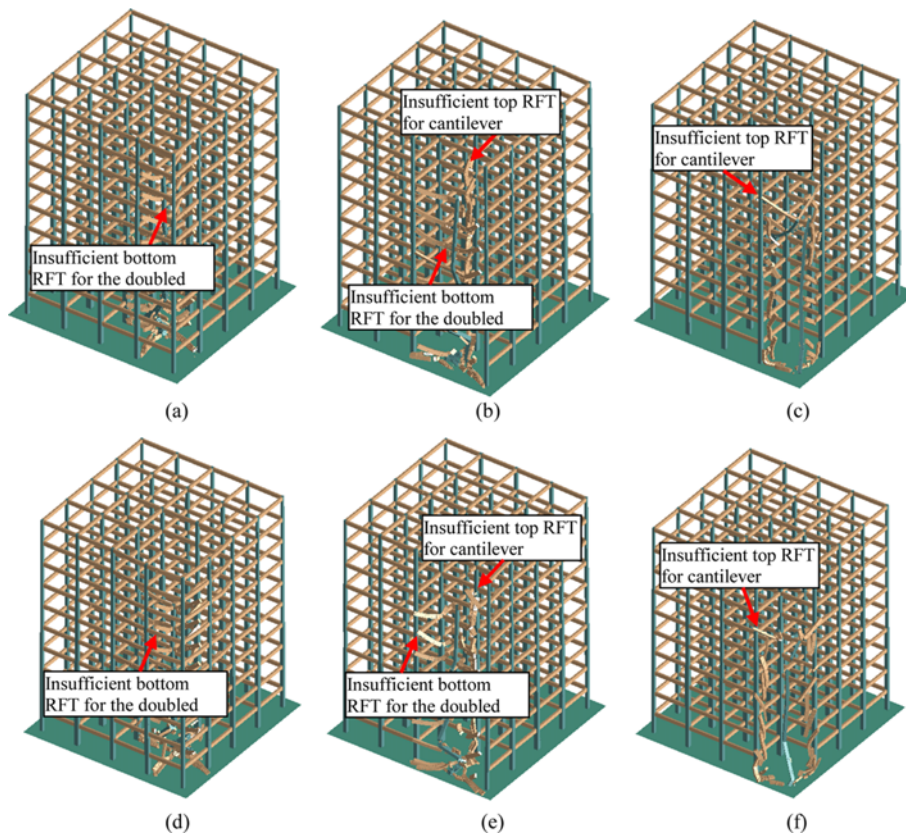 Insufficient bottom
RFT for the doubled
(a)
Insufficient top RFT
for cantilever
Insufficient bottom
RFT for the doubled
(b)
Insufficient top RFT
for cantilever
(c)
Insufficient bottom
RFT for the doubled
(d)
Insufficient top RFT
for cantilever
Insufficient bottom
RFT for the doubled
(e)
Insufficient top RFT
for cantilever
(f)